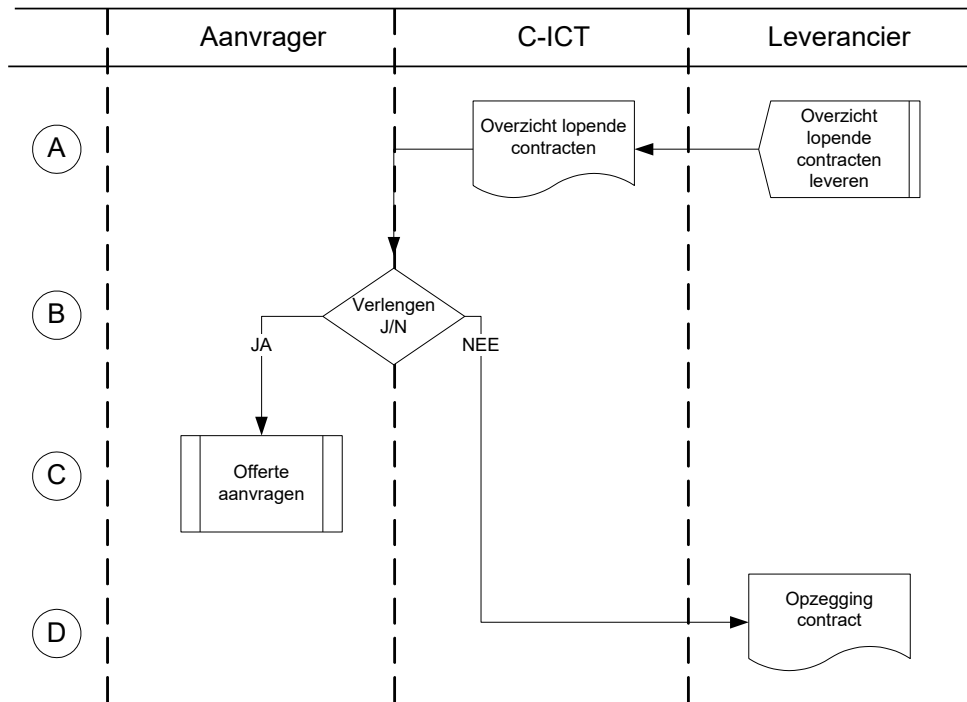 Aanvrager
C-ICT
Leverancier
A
Overzicht lopende
contracten
Overzicht
lopende
contracten
leveren
B
Verlengen
J/N
JA
NEE
C
Offerte
aanvragen
D
Opzegging
contract